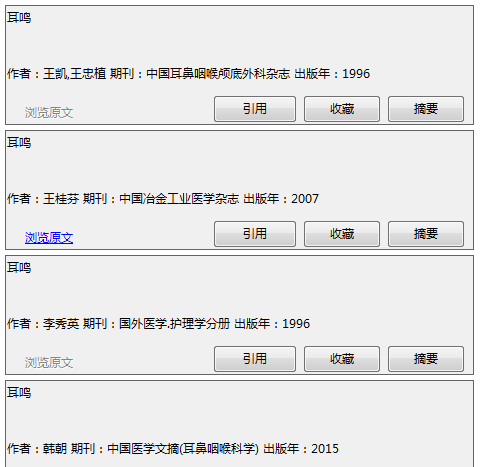 耳鸣
作者：王凯,王忠植 期刊：中国耳鼻咽喉颅底外科杂志 出版年：1996
浏览原文 引用 收藏 摘要
耳鸣
作者：王桂芬 期刊：中国冶金工业医学杂志 出版年：2007
浏览原文 引用 收藏 摘要
耳鸣
作者：李秀英 期刊：国外医学.护理学分册 出版年：1996
浏览原文 引用 收藏 摘要
耳鸣
作者：韩朝 期刊：中国医学文摘(耳鼻咽喉科学) 出版年：2015